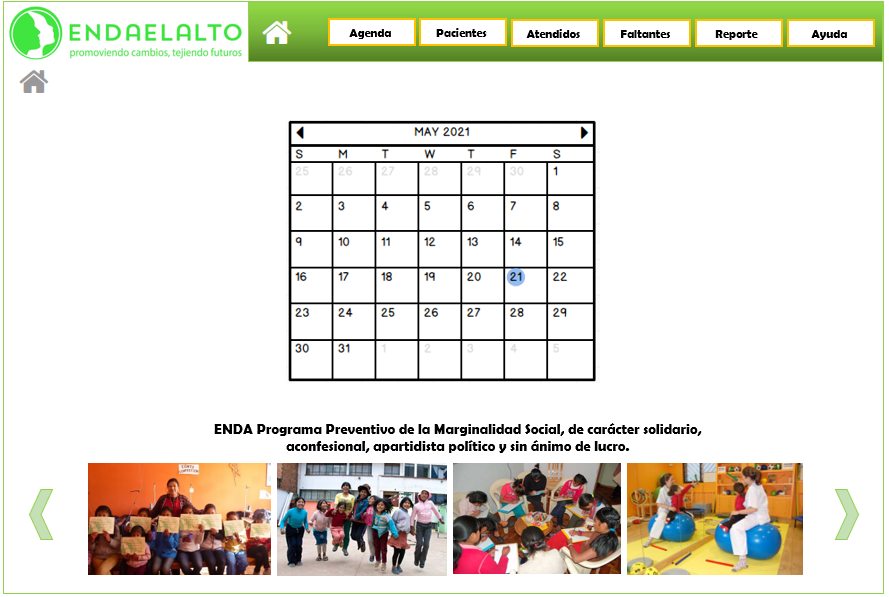 ENDAELALTO
promoviendo cambios, tejiendo futuros
Agenda
Pacientes
Atendidos
Faltantes
Reporte
Ayuda
MAY 2021
S M T W T F S
25 26 27 28 29 30 1
2 3 4 5 6 7 8
9 10 11 12 13 14 15
16 17 18 19 20 21 22
23 24 25 26 27 28 29
30 31 1 2 3 4 5
ENDA Programa Preventivo de la Marginalidad Social, de carácter solidario,
aconfesional, apartidista político y sin ánimo de lucro.